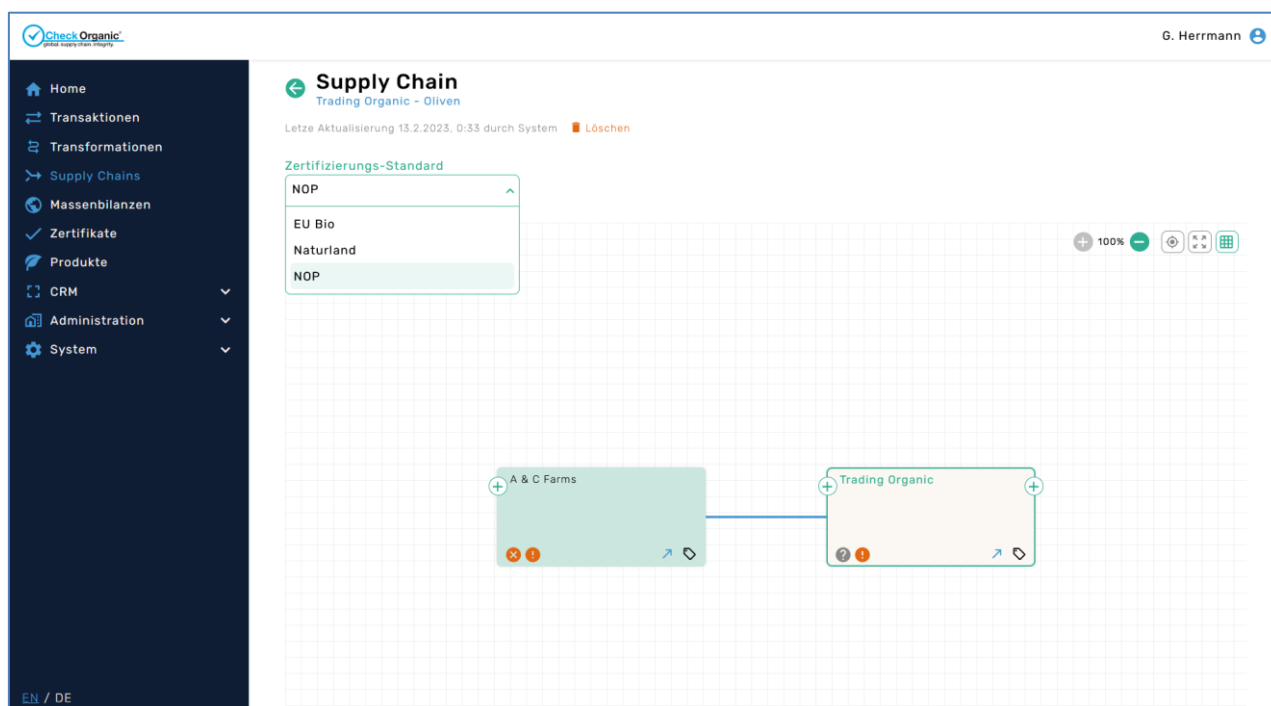 Check Organic®
global. supply chain. integrity.
G. Herrmann
Home
Transaktionen
Transformationen
Supply Chains
Massenbilanzen
Zertifikate
Produkte
CRM
Administration
System
EN / DE
Supply Chain
Trading Organic - Oliven
Letze Aktualisierung 13.2.2023, 0:33 durch System Löschen
Zertifizierungs-Standard
NOP
EU Bio
Naturland
NOP
100%
A & C Farms
Trading Organic